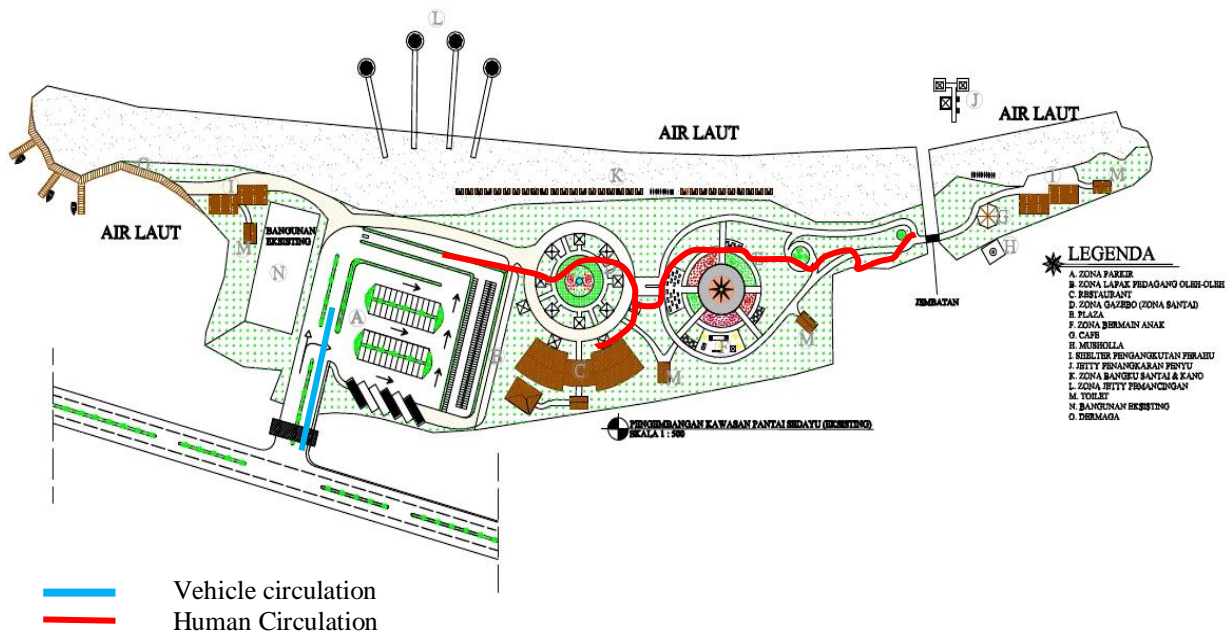 L
AIR LAUT
J
AIR LAUT
K
O
I
I
M
G
AIR LAUT
M
BANGUNAN
EKSISTING
D
E
H
N
LEGENDA
A. ZONA PARKIR
B. ZONA LAPAK PEDAGANG OLEH-OLEH
C. RESTAURANT
D. ZONA GAZEBO (ZONA SANTAI)
E. PLAZA
F. ZONA BERMAIN ANAK
G. CAFE
H. MUSHOLLA
I. SHELTER PENGANGKUTAN PERAHU
J. JETTY PENANGKARAN PENYU
K. ZONA BANGKU SANTAI & KANO
L. ZONA JETTY PEMANCINGAN
M. TOILET
N. BANGUNAN EKSISTING
O. DERMAGA
JEMBATAN
A
B
F
M
C
M
PENGEMBANGAN KAWASAN PANTAI SEDAYU (EKSISTING)
SKALA 1 : 500
Vehicle circulation
Human Circulation